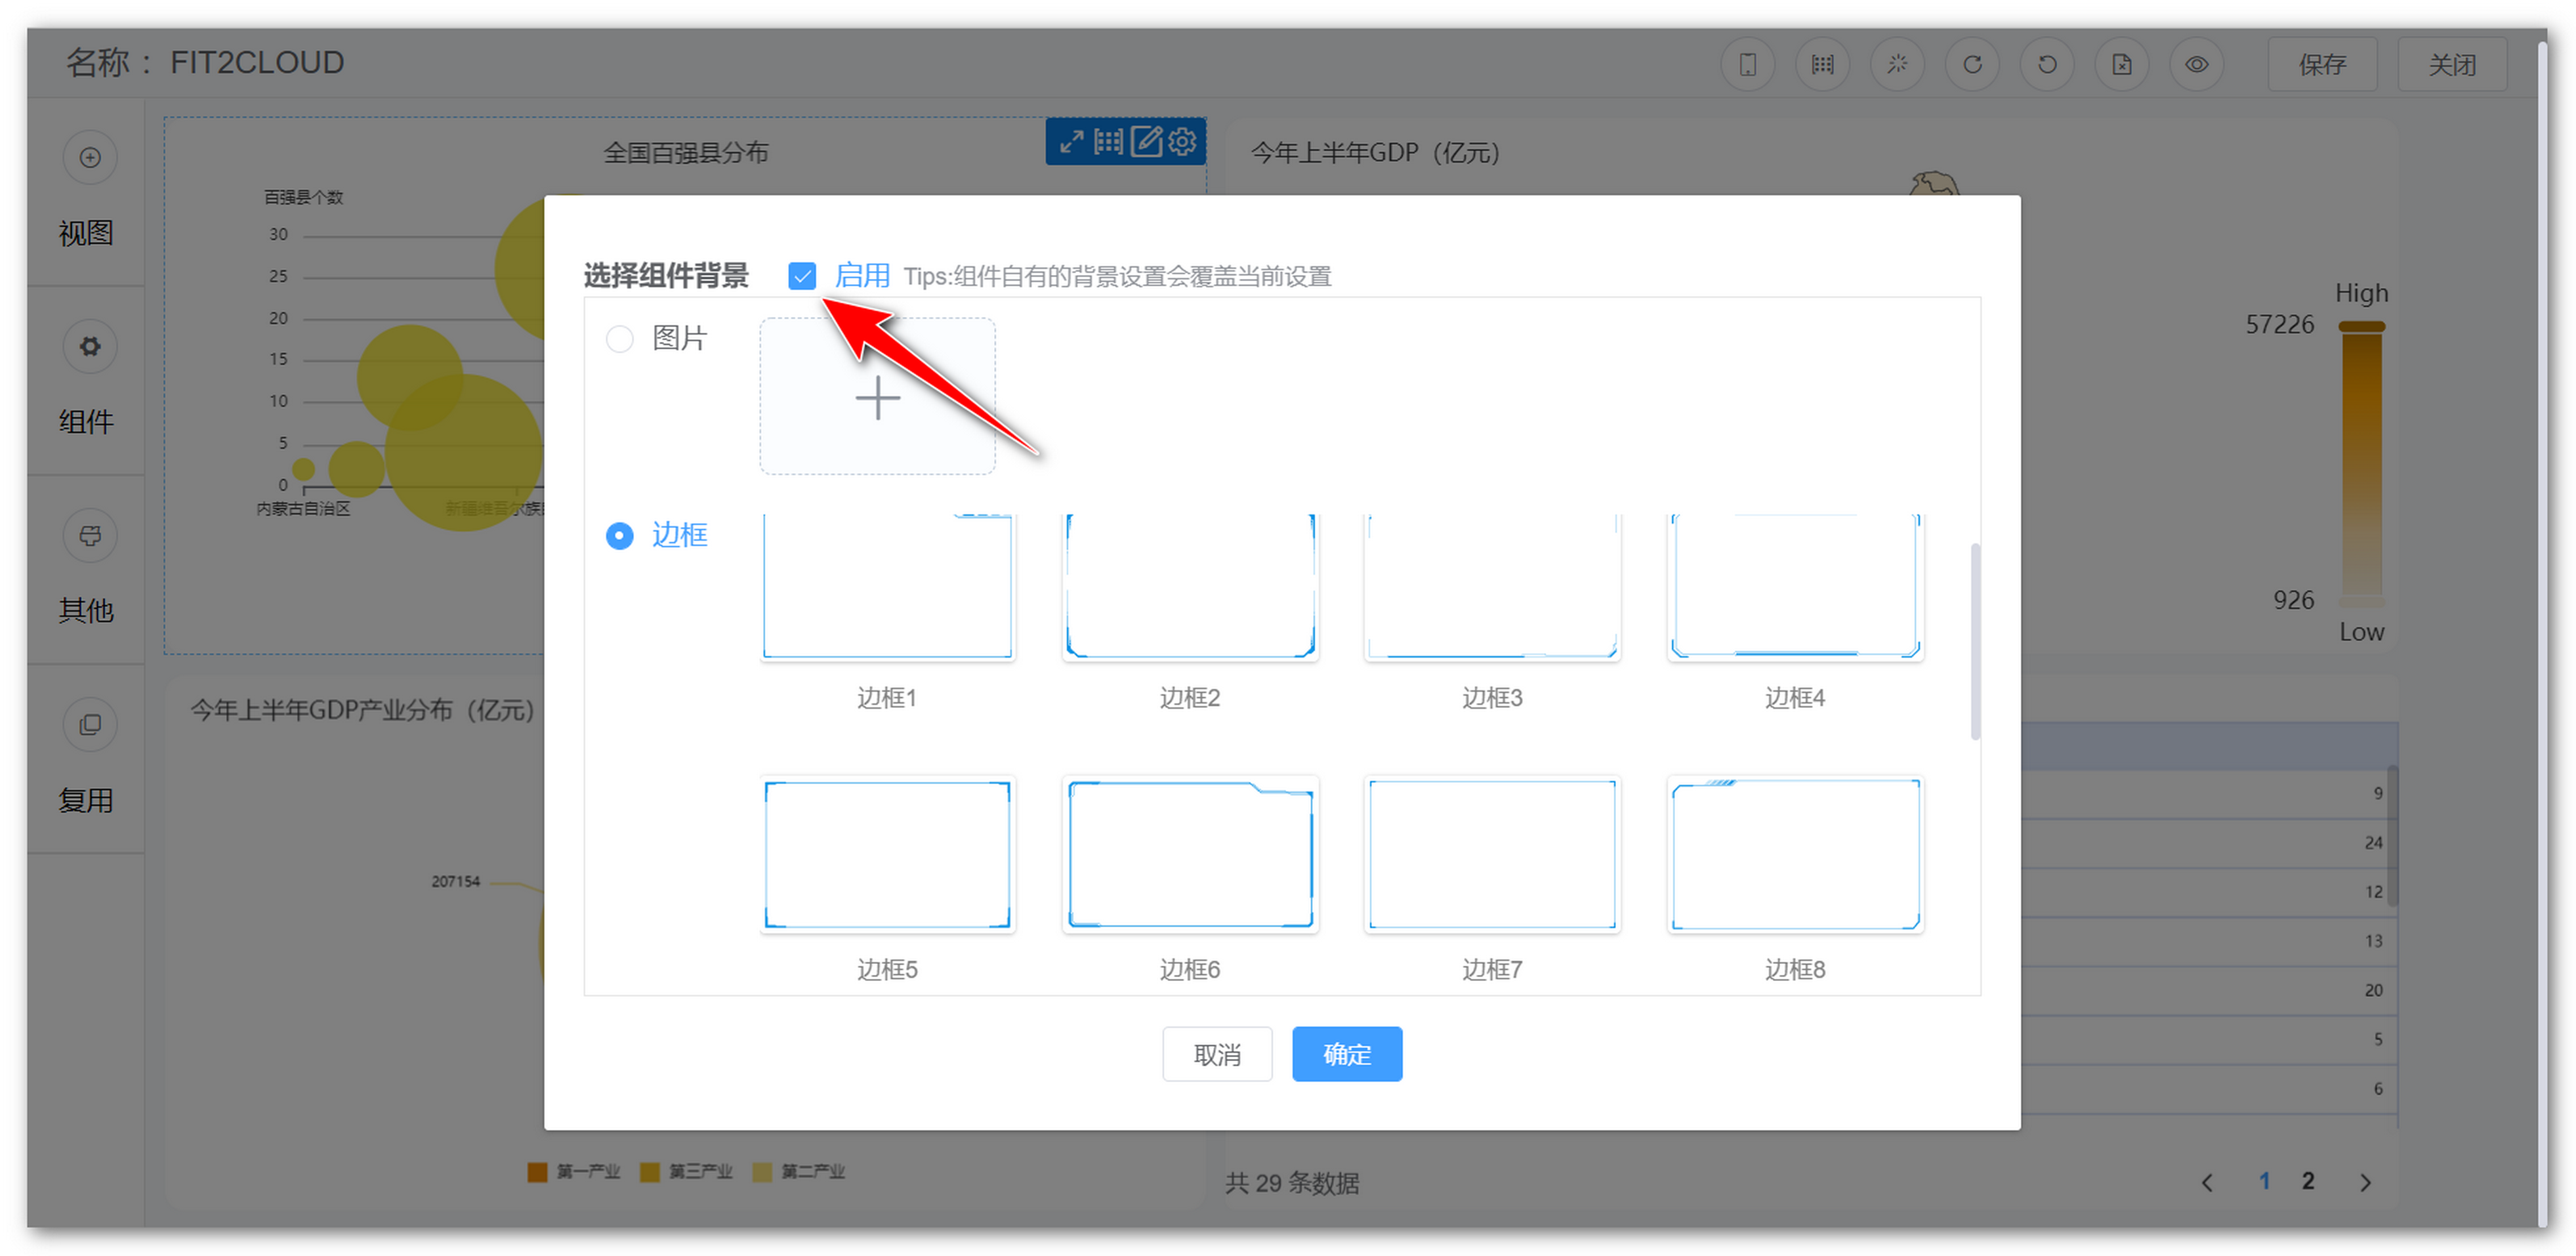 名称： FIT2CLOUD
保存
关闭
视图
组件
其他
复用
全国百强县分布
百强县个数
30
25
20
15
10
5
0
内蒙古自治区
今年上半年GDP（亿元）
High
57226
926
Low
选择组件背景
启用
Tips:组件自有的背景设置会覆盖当前设置
图片
边框
边框1
边框2
边框3
边框4
边框5
边框6
边框7
边框8
取消
确定
今年上半年GDP产业分布（亿元）
207154
第一产业
第三产业
第二产业
9
24
12
13
20
5
6
共 29 条数据
1
2